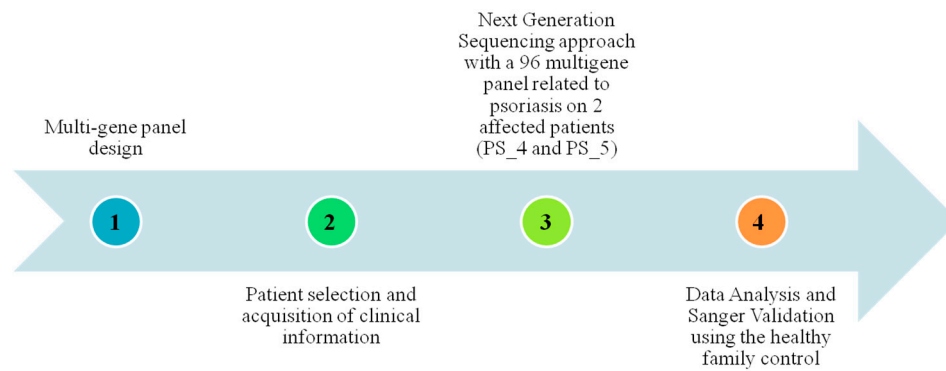 Next Generation
Sequencing approach
with a 96 multigene
panel related to
psoriasis on 2
affected patients
(PS_4 and PS_5)
Multi-gene panel
design
1
2
3
4
Patient selection and
acquisition of clinical
information
Data Analysis and
Sanger Validation
using the healthy
family control